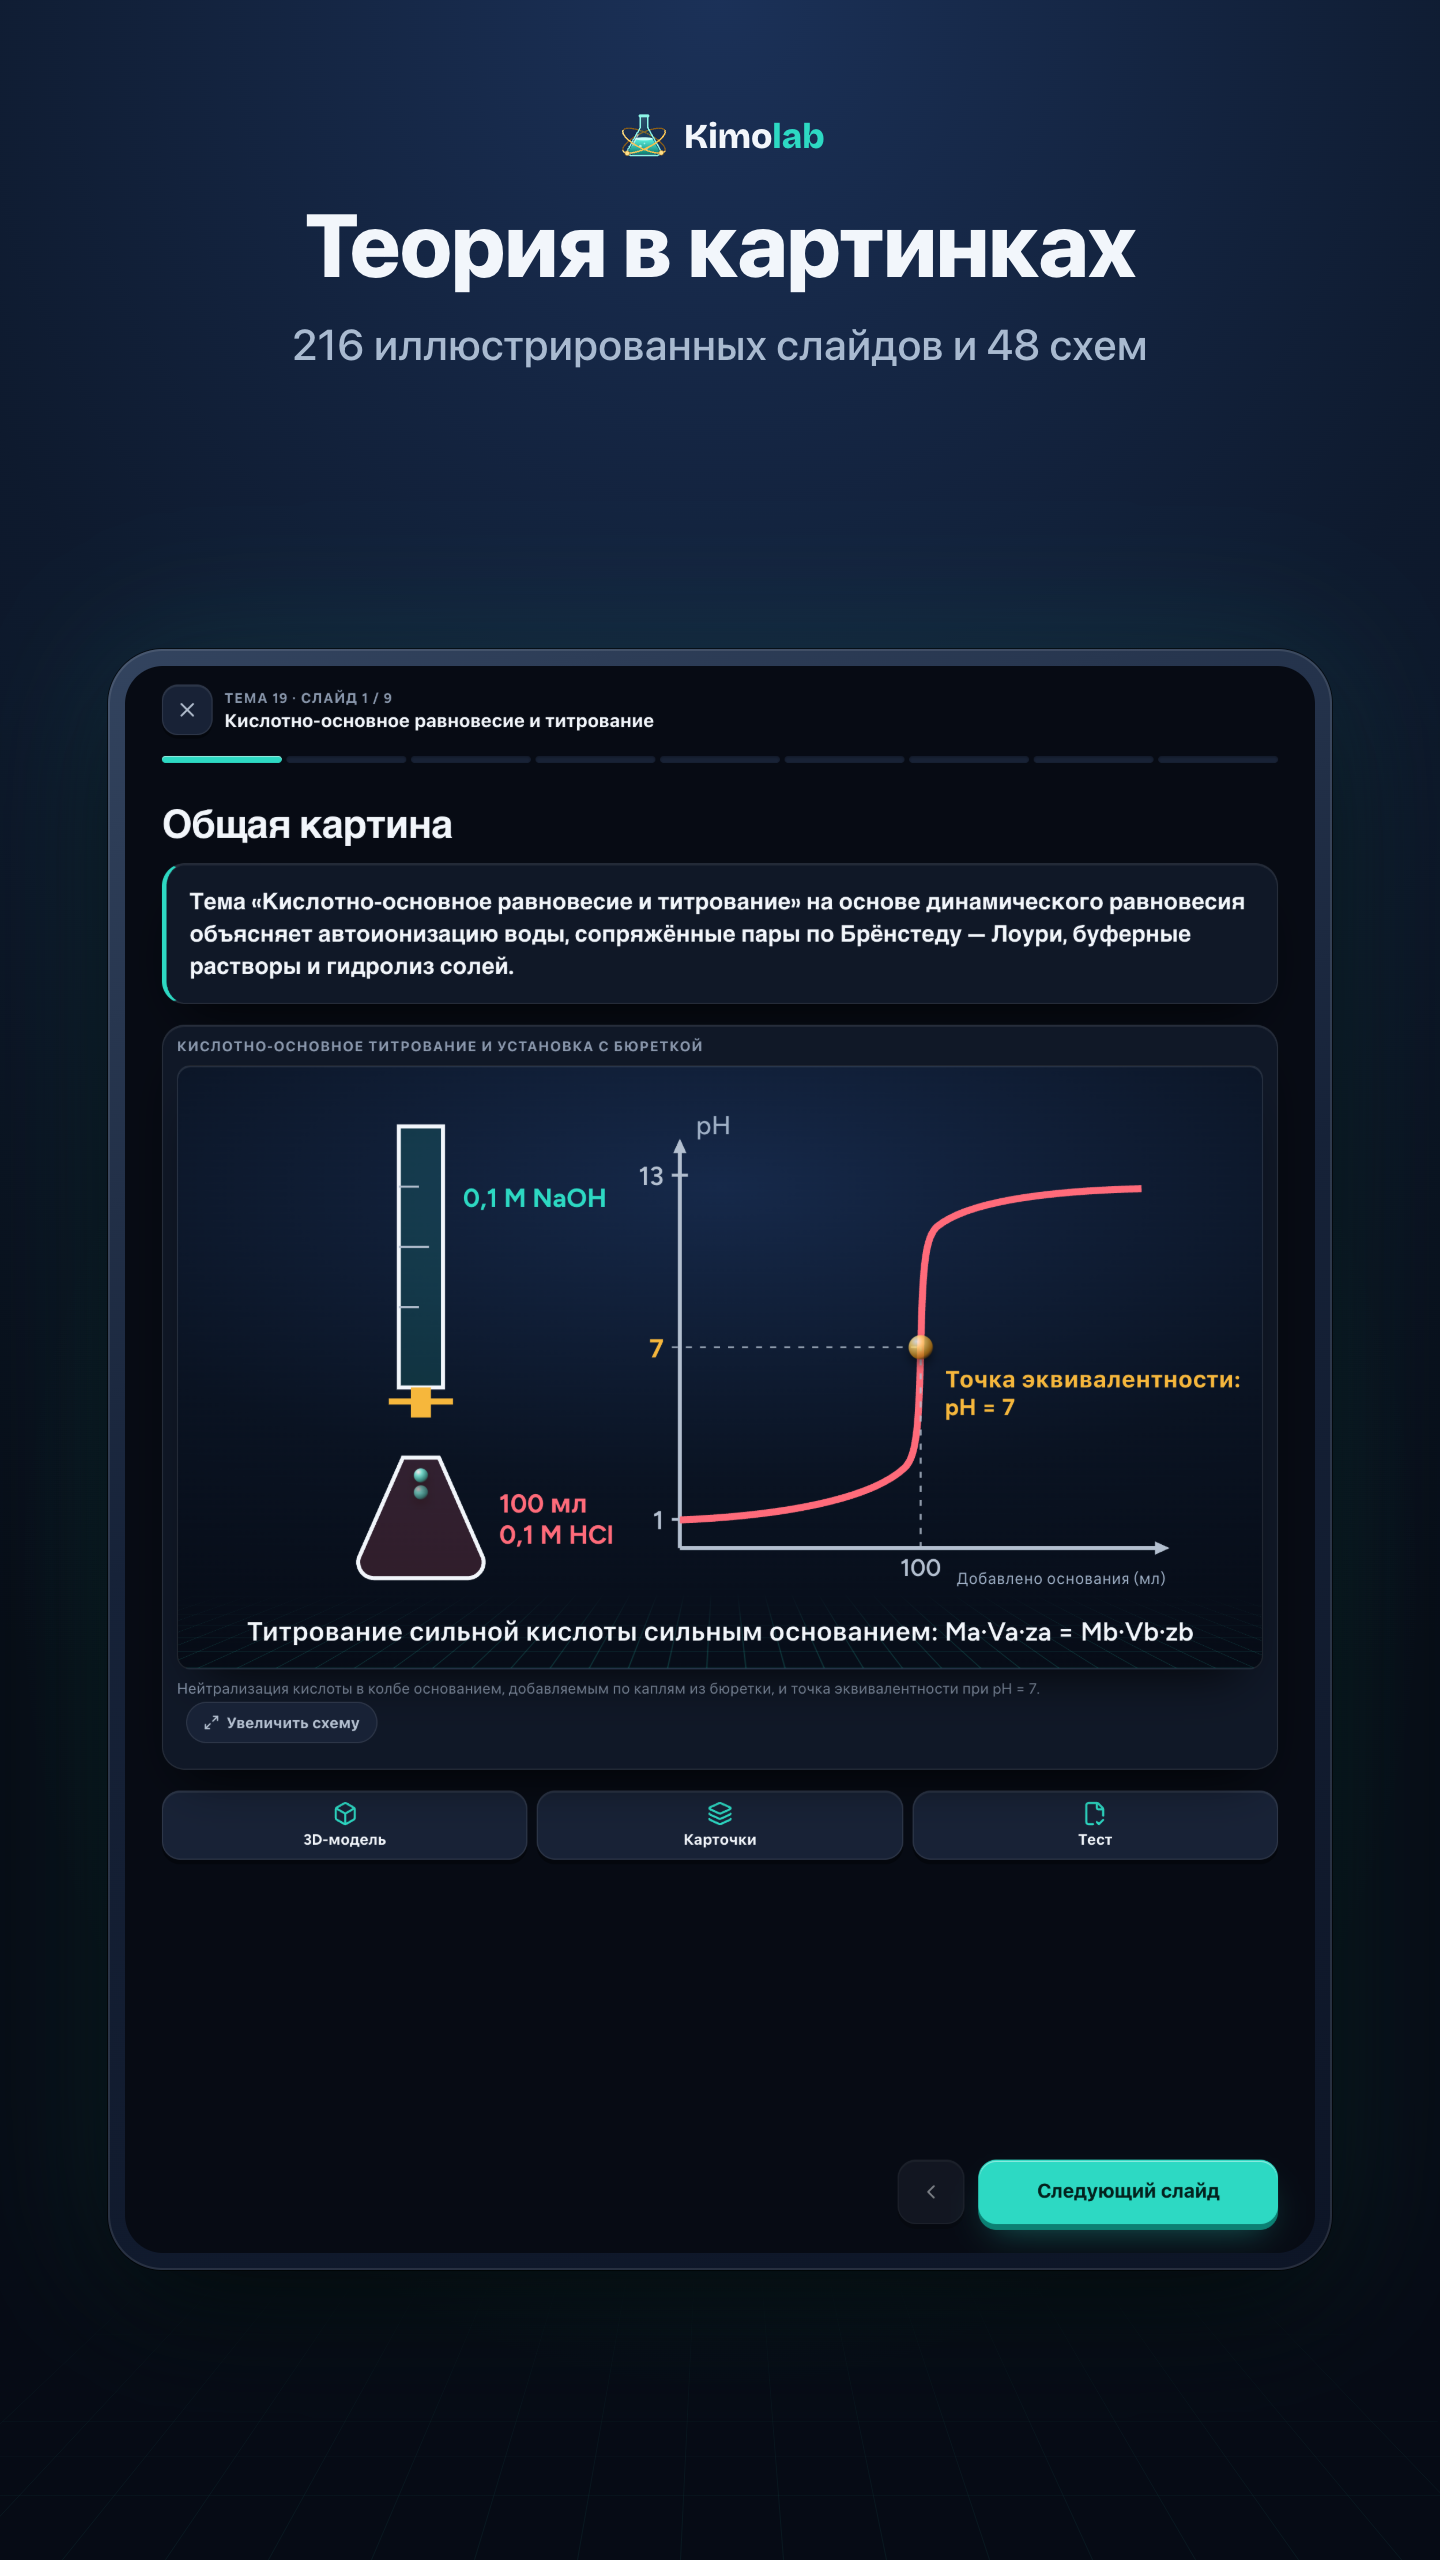 Kimolab
Теория в картинках
216 иллюстрированных слайдов и 48 схем
ТЕМА 19 · СЛАЙД 1 / 9
Кислотно-основное равновесие и титрование
Общая картина
Тема «Кислотно-основное равновесие и титрование» на основе динамического равновесия
объясняет автоионизацию воды, сопряжённые пары по Брёнстеду — Лоури, буферные
растворы и гидролиз солей.
КИСЛОТНО-ОСНОВНОЕ ТИТРОВАНИЕ И УСТАНОВКА С БЮРЕТКОЙ
pH
13
0,1 M NaOH
7
Точка эквивалентности:
pH = 7
100 мл
0,1 M HCl
1
100
Добавлено основания (мл)
Титрование сильной кислоты сильным основанием: Ma·Va·za = Mb·Vb·zb
Нейтрализация кислоты в колбе основанием, добавляемым по каплям из бюретки, и точка эквивалентности при pH = 7.
Увеличить схему
3D-модель
Карточки
Тест
Следующий слайд